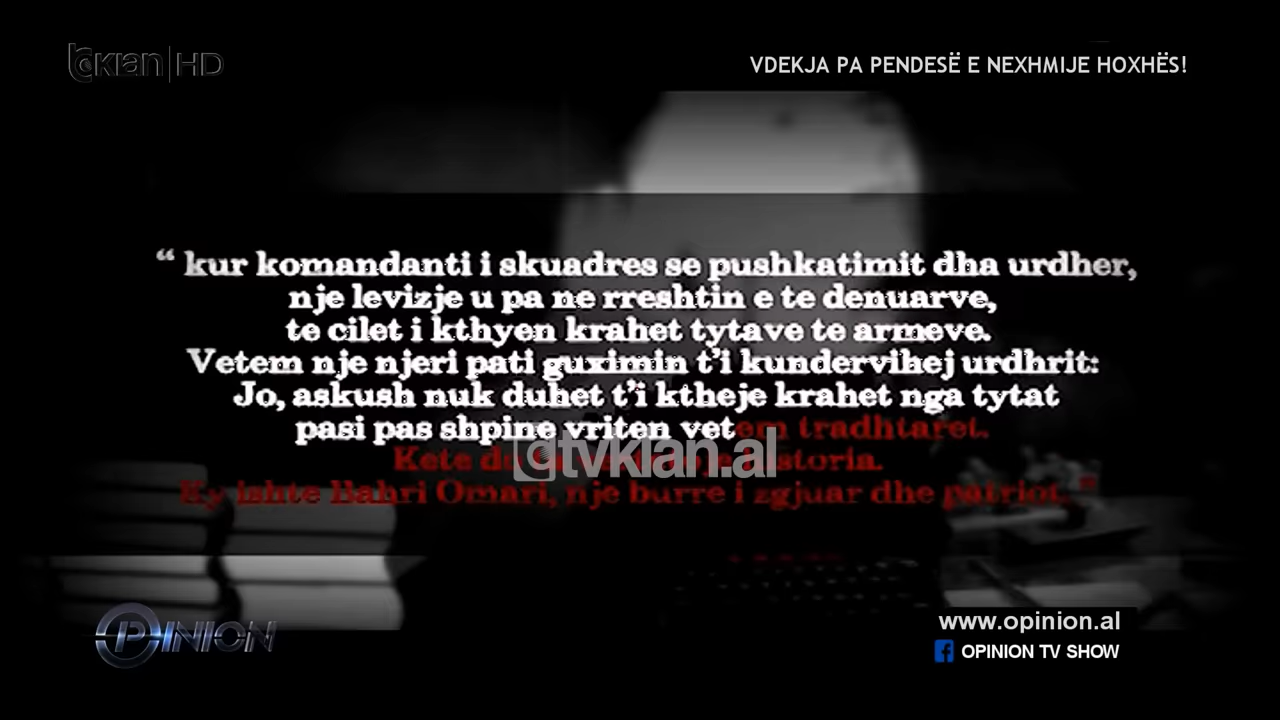 tvklan|HD
VDEKJA PA PENDESË E NEXHMIJE HOXHËS!
“ kur komandanti i skuadres se pushkatimit dha urdher,
nje levizje u pa ne rreshtin e te denuarve,
te cilet i kthyen krahet tytave te armeve.
Vetem nje njeri pati guximin t’i kundervihej urdhrit:
Jo, askush nuk duhet t’i ktheje krahet nga tytat
pasi pas shpine vriten vetem tradhtaret.
tvklan.al
Kete historia.
Ky ishte Bahri Omari, nje burre i zgjuar dhe patriot. ”
OPINION
www.opinion.al
OPINION TV SHOW